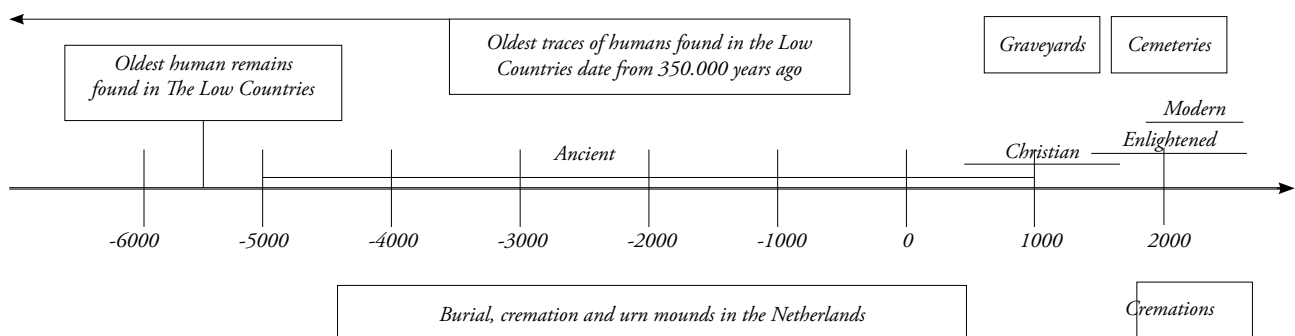 Oldest traces of humans found in the Low
Countries date from 350.000 years ago
Graveyards
Cemeteries
Oldest human remains
found in The Low Countries
Modern
Enlightened
Ancient
Christian
-6000
-5000
-4000
-3000
-2000
-1000
0
1000
2000
Burial, cremation and urn mounds in the Netherlands
Cremations